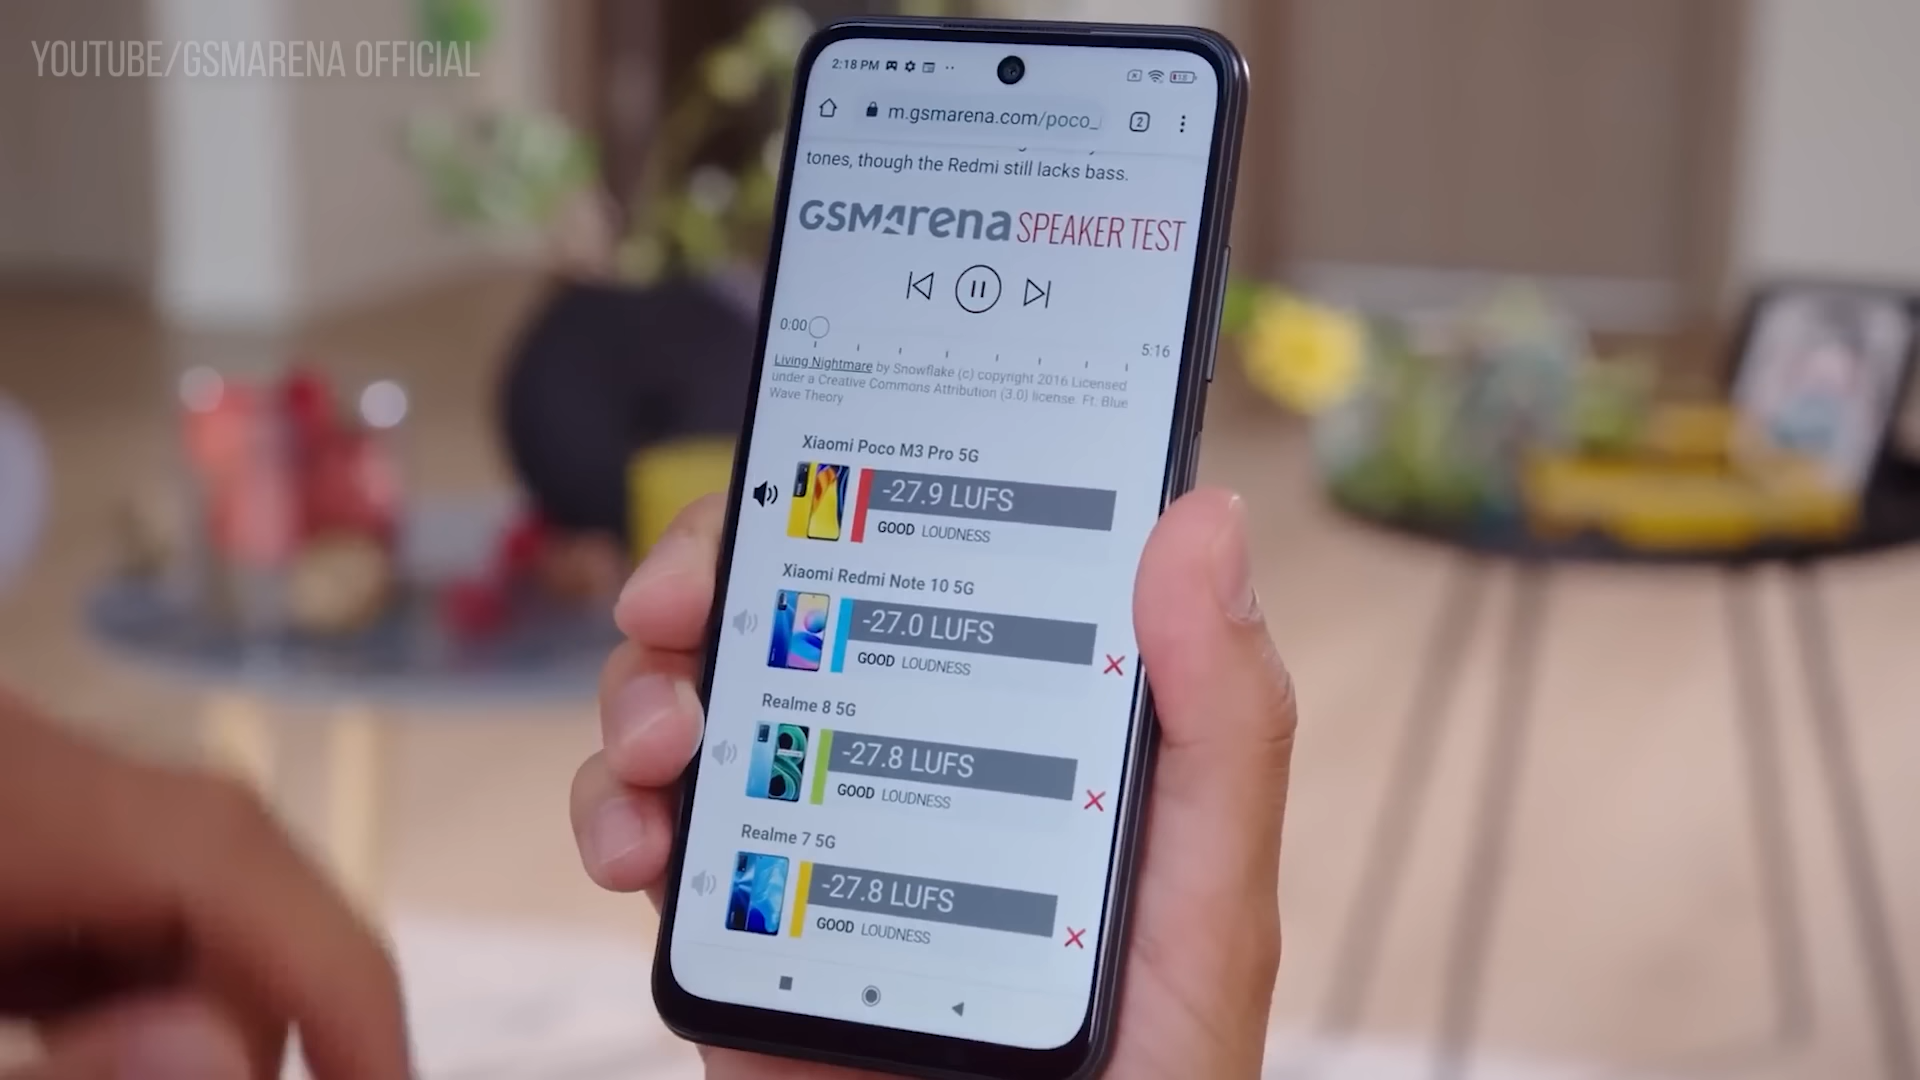 YOUTUBE/GSMARENA OFFICIAL
2:18 PM
m.gsmarena.com/poco_
2
tones, though the Redmi still lacks bass.
GSMArena SPEAKER TEST
0:00
5:16
Living Nightmare by Snowflake (c) copyright 2016 Licensed
under a Creative Commons Attribution (3.0) license. Ft. Blue
Wave Theory
Xiaomi Poco M3 Pro 5G
-27.9 LUFS
GOOD LOUDNESS
Xiaomi Redmi Note 10 5G
-27.0 LUFS
GOOD LOUDNESS
Realme 8 5G
-27.8 LUFS
GOOD LOUDNESS
Realme 7 5G
-27.8 LUFS
GOOD LOUDNESS